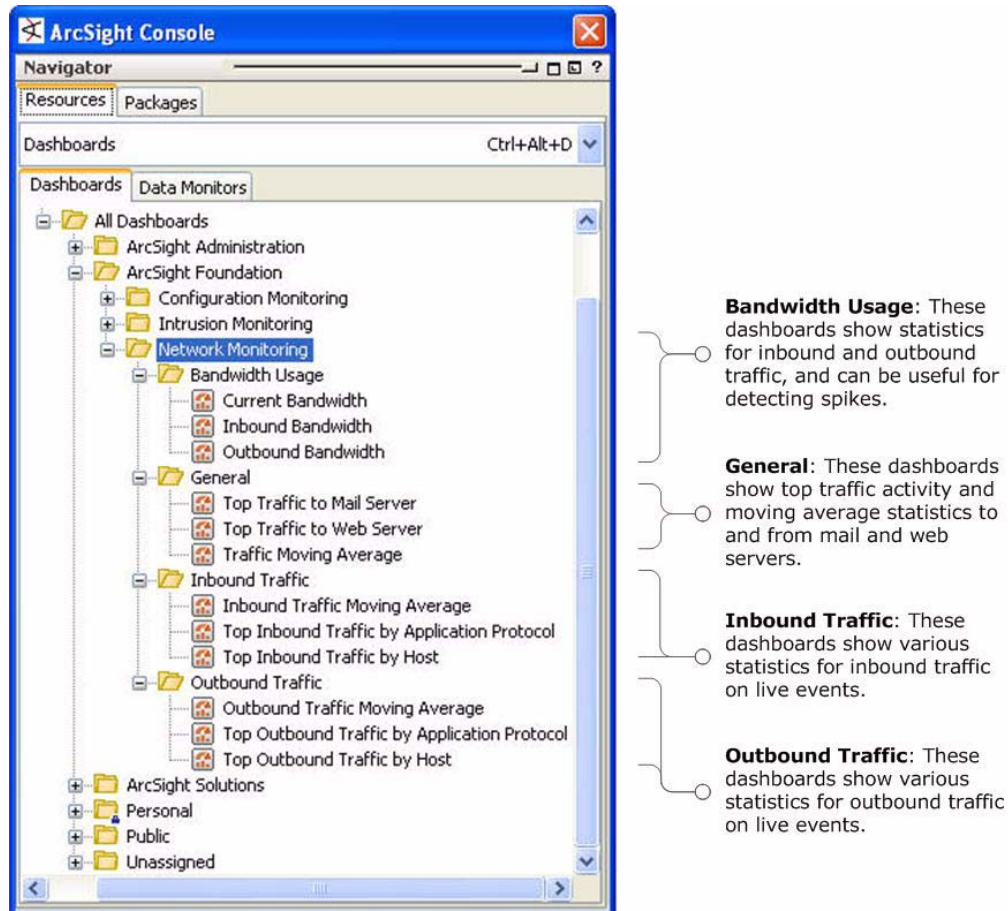 ArcSight Console
Navigator
?
Resources
Packages
Dashboards
Ctrl+Alt+D
Dashboards
Data Monitors
All Dashboards
ArcSight Administration
ArcSight Foundation
Configuration Monitoring
Intrusion Monitoring
Network Monitoring
Bandwidth Usage
Current Bandwidth
Inbound Bandwidth
Outbound Bandwidth
General
Top Traffic to Mail Server
Top Traffic to Web Server
Traffic Moving Average
Inbound Traffic
Inbound Traffic Moving Average
Top Inbound Traffic by Application Protocol
Top Inbound Traffic by Host
Outbound Traffic
Outbound Traffic Moving Average
Top Outbound Traffic by Application Protocol
Top Outbound Traffic by Host
ArcSight Solutions
Personal
Public
Unassigned
Bandwidth Usage: These
dashboards show statistics
for inbound and outbound
traffic, and can be useful for
detecting spikes.
General: These dashboards
show top traffic activity and
moving average statistics to
and from mail and web
servers.
Inbound Traffic: These
dashboards show various
statistics for inbound traffic
on live events.
Outbound Traffic: These
dashboards show various
statistics for outbound traffic
on live events.